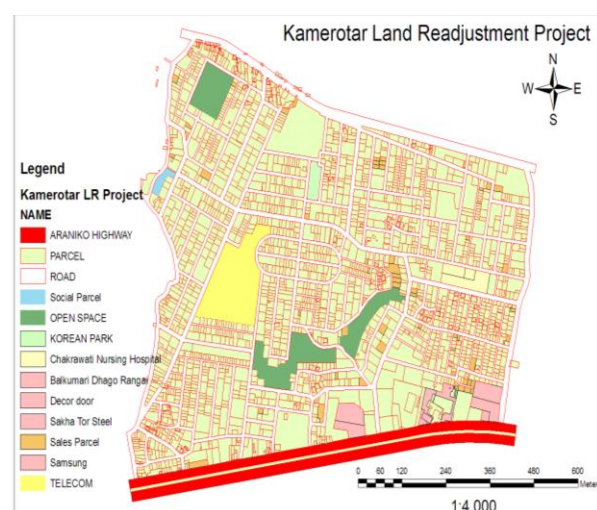 Kamerotar Land Readjustment Project
N
W E
S
Legend
Kamerotar LR Project
NAME
ARANIKO HIGHWAY
PARCEL
ROAD
Social Parcel
OPEN SPACE
KOREAN PARK
Chakrawati Nursing Hospital
Balkumari Dhago Rangai
Decor door
Sakha Tor Steel
Sales Parcel
Samsung
TELECOM
0 60 120 240 360 480 600
Meters
1:4,000